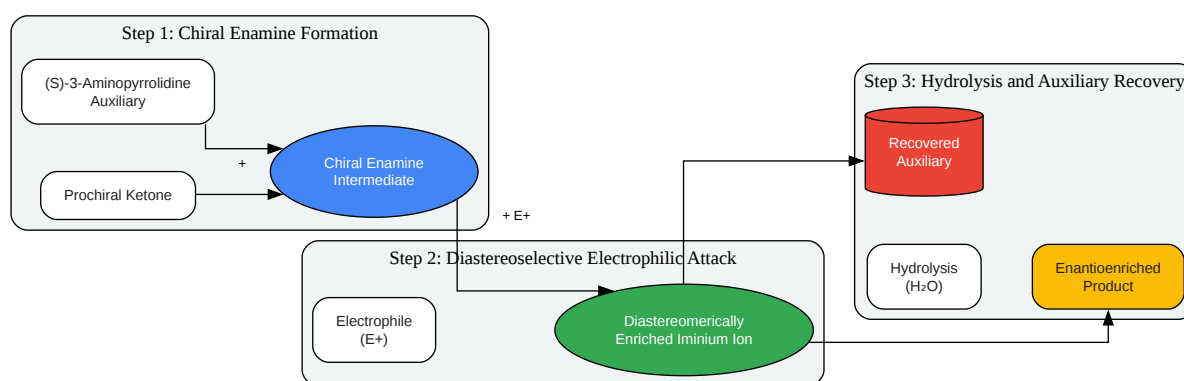 Step 1: Chiral Enamine Formation
(S)-3-Aminopyrrolidine
Auxiliary
+
Chiral Enamine
Intermediate
Prochiral Ketone
+ E+
Step 2: Diastereoselective Electrophilic Attack
Electrophile
(E+)
Diastereomerically
Enriched Iminium Ion
Step 3: Hydrolysis and Auxiliary Recovery
Recovered
Auxiliary
Hydrolysis
(H₂O)
Enantioenriched
Product